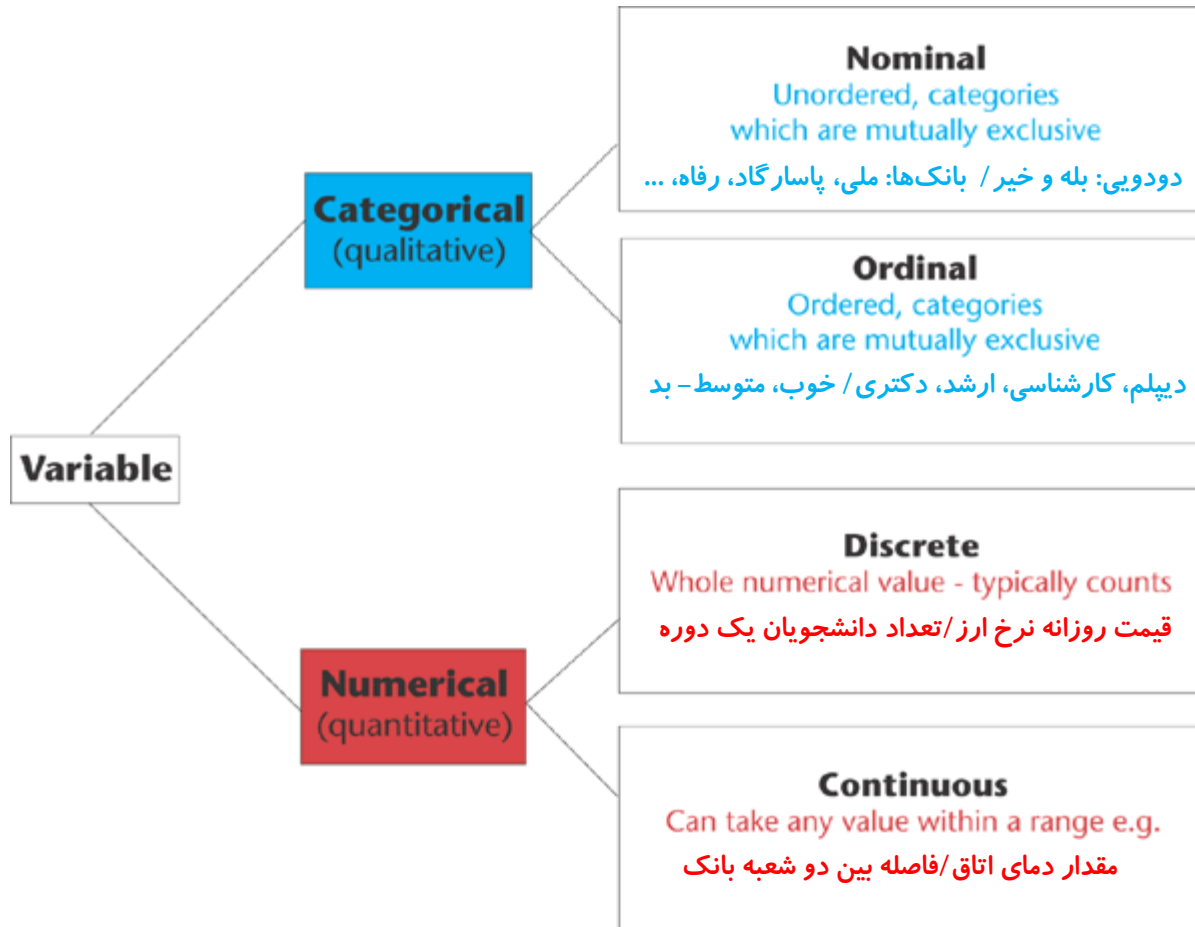 Nominal
Unordered, categories
which are mutually exclusive
دودویی: بله و خیر / بانک‌ها: ملی، پاسارگاد، رفاه، ...
Categorical
(qualitative)
Ordinal
Ordered, categories
which are mutually exclusive
دیپلم، کارشناسی، ارشد، دکتری/ خوب، متوسط- بد
Variable
Discrete
Whole numerical value - typically counts
قیمت روزانه نرخ ارز/تعداد دانشجویان یک دوره
Numerical
(quantitative)
Continuous
Can take any value within a range e.g.
مقدار دمای اتاق/فاصله بین دو شعبه بانک